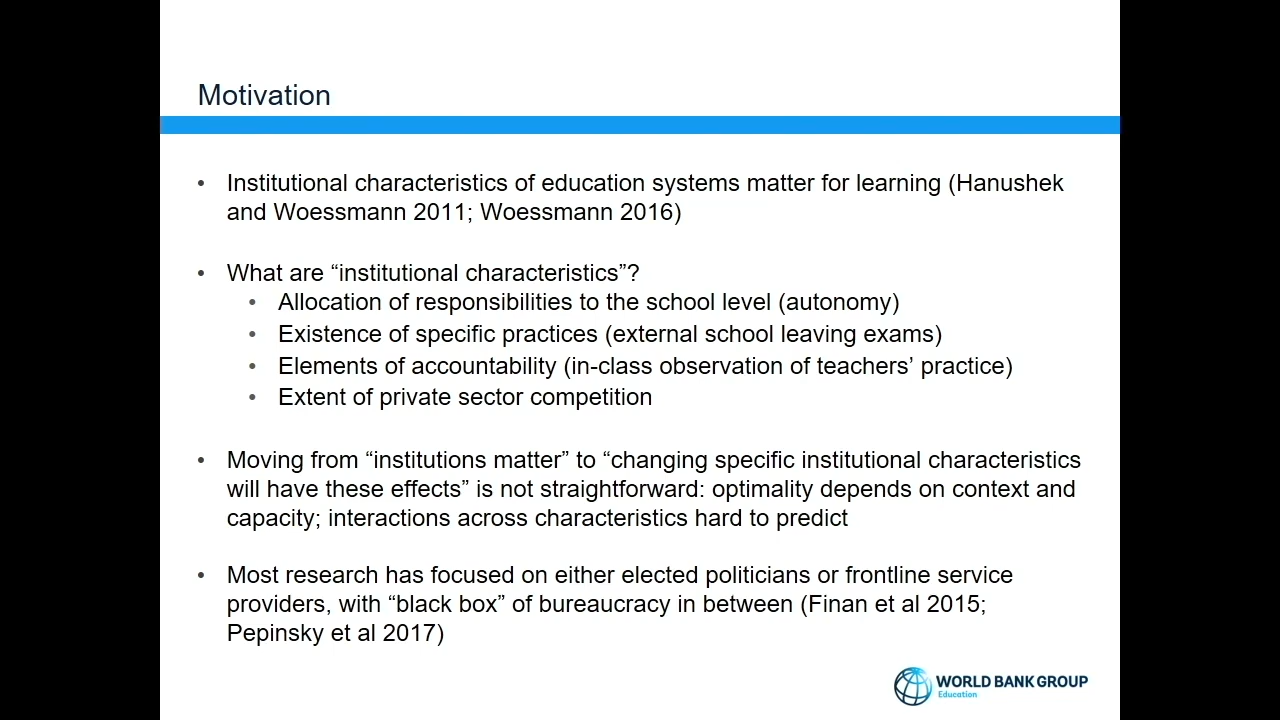 Motivation
• Institutional characteristics of education systems matter for learning (Hanushek
and Woessmann 2011; Woessmann 2016)
• What are “institutional characteristics”?
• Allocation of responsibilities to the school level (autonomy)
• Existence of specific practices (external school leaving exams)
• Elements of accountability (in-class observation of teachers’ practice)
• Extent of private sector competition
• Moving from “institutions matter” to “changing specific institutional characteristics
will have these effects” is not straightforward: optimality depends on context and
capacity; interactions across characteristics hard to predict
• Most research has focused on either elected politicians or frontline service
providers, with “black box” of bureaucracy in between (Finan et al 2015;
Pepinsky et al 2017)
WORLD BANK GROUP
Education